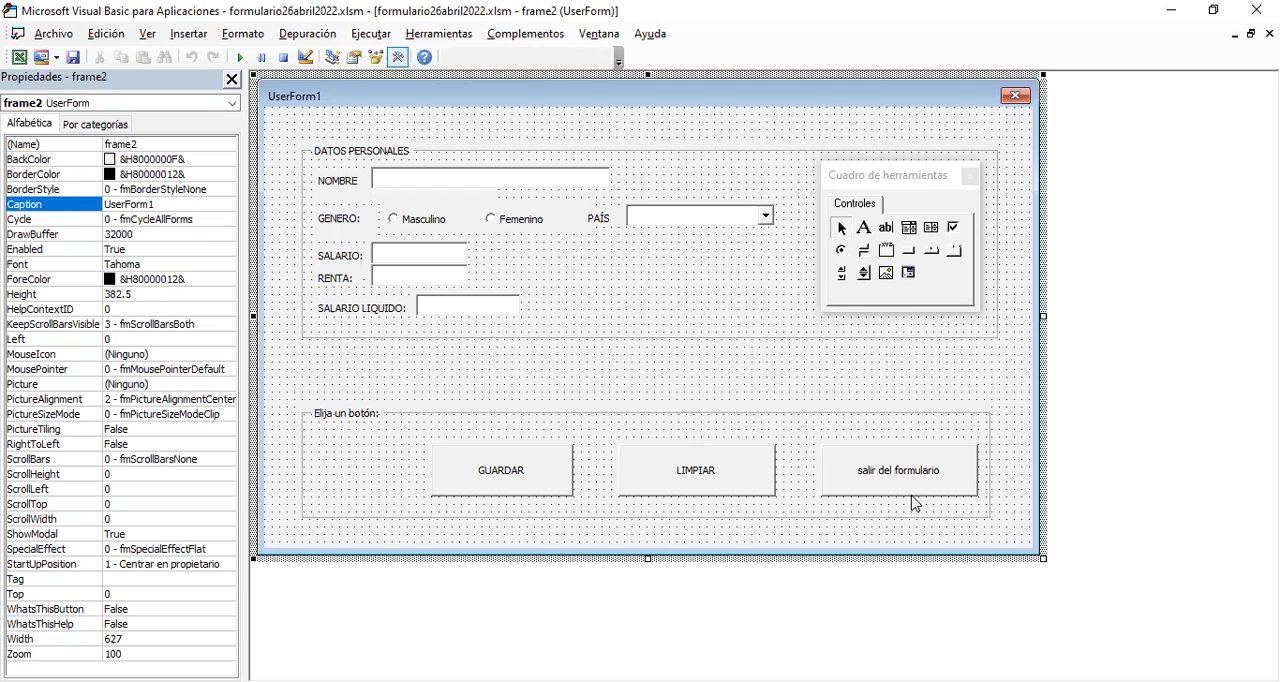 Microsoft Visual Basic para Aplicaciones - formulario26abril2022.xlsm - [formulario26abril2022.xlsm - frame2 (UserForm)]
Archivo Edición Ver Insertar Formato Depuración Ejecutar Herramientas Complementos Ventana Ayuda
Propiedades - frame2
frame2 UserForm
Alfabética Por categorías
(Name) frame2
BackColor &H8000000F&
BorderColor &H80000012&
BorderStyle 0 - fmBorderStyleNone
Caption UserForm1
Cycle 0 - fmCycleAllForms
DrawBuffer 32000
Enabled True
Font Tahoma
ForeColor &H80000012&
Height 382.5
HelpContextID 0
KeepScrollBarsVisible 3 - fmScrollBarsBoth
Left 0
MouseIcon (Ninguno)
MousePointer 0 - fmMousePointerDefault
Picture (Ninguno)
PictureAlignment 2 - fmPictureAlignmentCenter
PictureSizeMode 0 - fmPictureSizeModeClip
PictureTiling False
RightToLeft False
ScrollBars 0 - fmScrollBarsNone
ScrollHeight 0
ScrollLeft 0
ScrollTop 0
ScrollWidth 0
ShowModal True
SpecialEffect 0 - fmSpecialEffectFlat
StartUpPosition 1 - Centrar en propietario
Tag
Top 0
WhatsThisButton False
WhatsThisHelp False
Width 627
Zoom 100
UserForm1
DATOS PERSONALES
NOMBRE
GENERO: Masculino Femenino PAÍS
SALARIO:
RENTA:
SALARIO LIQUIDO:
Cuadro de herramientas
Controles
A ab|
Elija un botón:
GUARDAR LIMPIAR salir del formulario